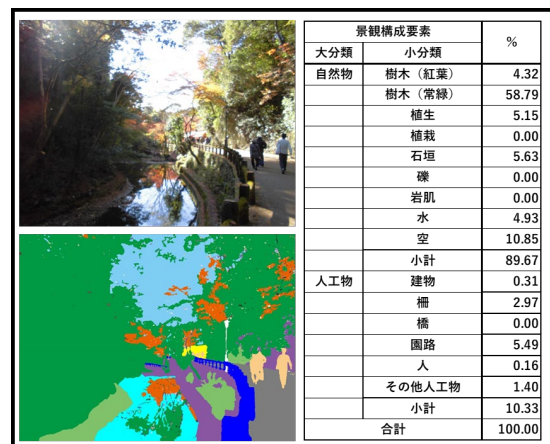 景観構成要素 %
大分類 小分類
自然物 樹木（紅葉） 4.32
樹木（常緑） 58.79
植生 5.15
植栽 0.00
石垣 5.63
礫 0.00
岩肌 0.00
水 4.93
空 10.85
小計 89.67
人工物 建物 0.31
柵 2.97
橋 0.00
園路 5.49
人 0.16
その他人工物 1.40
小計 10.33
合計 100.00